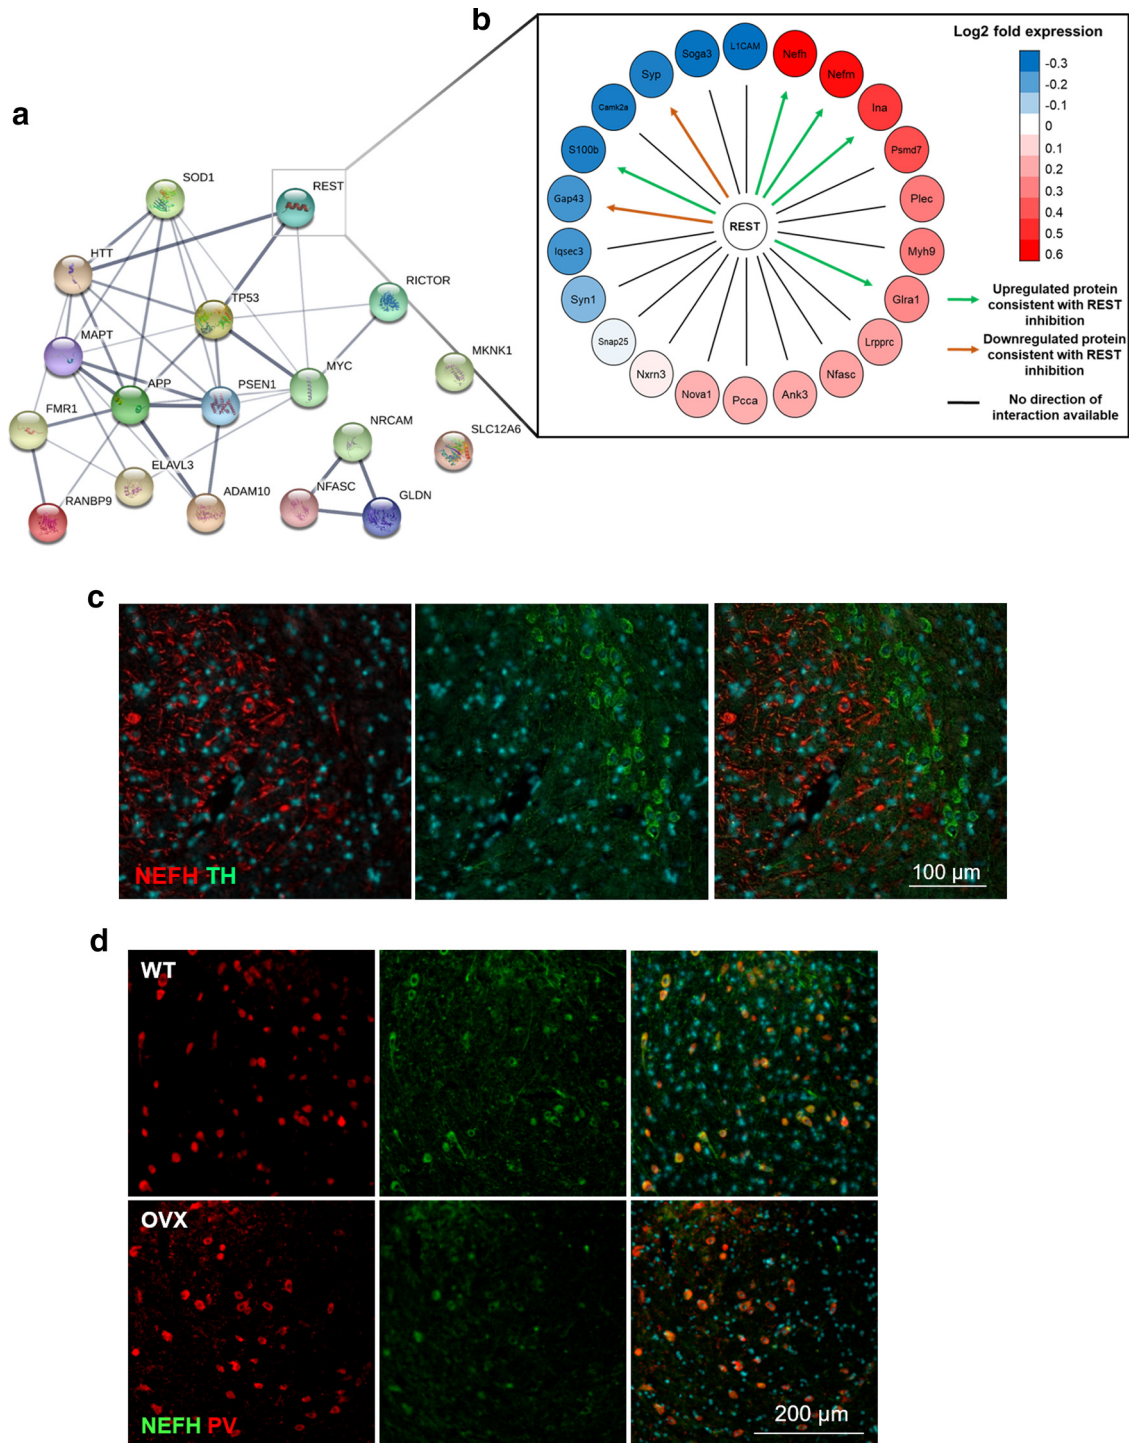 a
SOD1
REST
HTT
TP53
RICTOR
MAPT
MYC
MKNK1
APP
PSEN1
FMR1
NRCAM
SLC12A6
ELAVL3
RANBP9
ADAM10
NFASC
GLDN
b
Log2 fold expression
-0.3
-0.2
-0.1
0
0.1
0.2
0.3
0.4
0.5
0.6
L1CAM
Nefh
Nefm
Ina
Psmd7
Plec
Myh9
Glra1
Lrpprc
Nfasc
Ank3
Pcca
Nova1
Nxrn3
Snap25
Syn1
Iqsec3
Gap43
S100b
Camk2a
Syp
Soga3
REST
Upregulated protein
consistent with REST
inhibition
Downregulated protein
consistent with REST
inhibition
No direction of
interaction available
c
NEFH TH
100 µm
d
WT
OVX
NEFH PV
200 µm